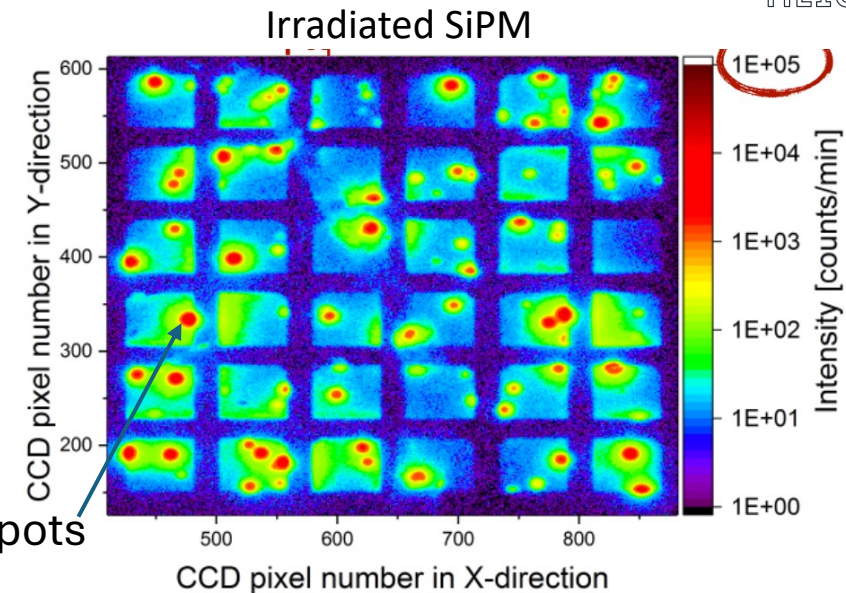 Irradiated SiPM
600
500
400
300
200
CCD pixel number in Y-direction
500
600
700
800
CCD pixel number in X-direction
1E+05
1E+04
1E+03
1E+02
1E+01
1E+00
Intensity [counts/min]
pots